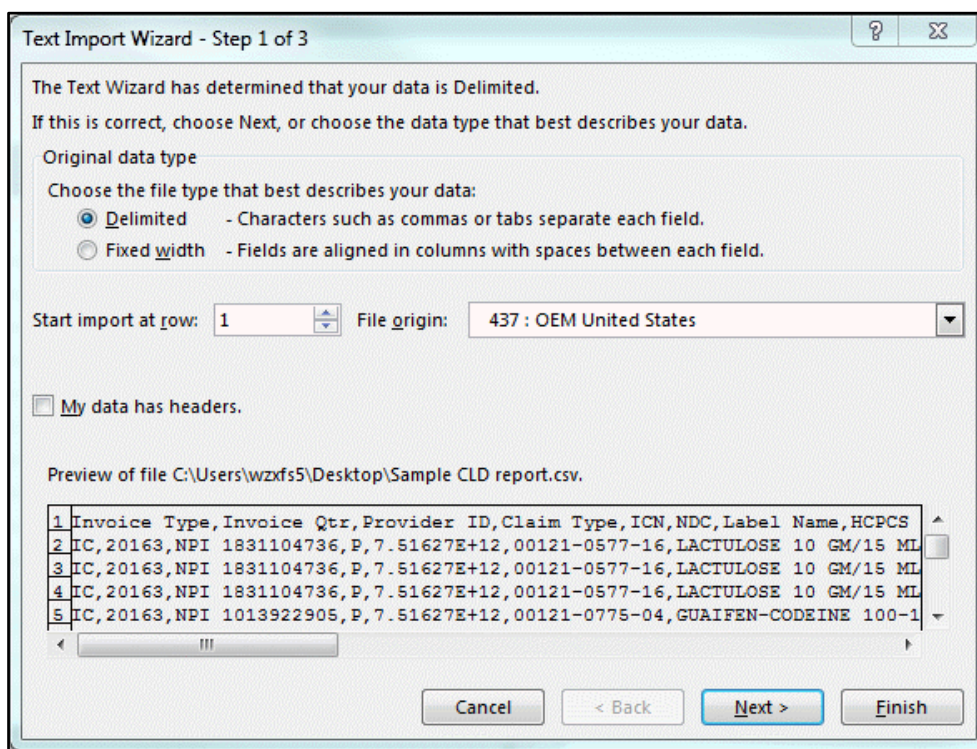 Text Import Wizard - Step 1 of 3
The Text Wizard has determined that your data is Delimited.
If this is correct, choose Next, or choose the data type that best describes your data.
Original data type
Choose the file type that best describes your data:
Delimited - Characters such as commas or tabs separate each field.
Fixed width - Fields are aligned in columns with spaces between each field.
Start import at row: 1 File origin: 437 : OEM United States
My data has headers.
Preview of file C:\Users\wzxfs5\Desktop\Sample CLD report.csv.
1 Invoice Type,Invoice Qtr,Provider ID,Claim Type,ICN,NDC,Label Name,HCPCS
2 IC,20163,NPI 1831104736,P,7.51627E+12,00121-0577-16,LACTULOSE 10 GM/15 ML
3 IC,20163,NPI 1831104736,P,7.51627E+12,00121-0577-16,LACTULOSE 10 GM/15 ML
4 IC,20163,NPI 1831104736,P,7.51627E+12,00121-0577-16,LACTULOSE 10 GM/15 ML
5 IC,20163,NPI 1013922905,P,7.51627E+12,00121-0775-04,GUAIFEN-CODEINE 100-1
Cancel < Back Next > Finish